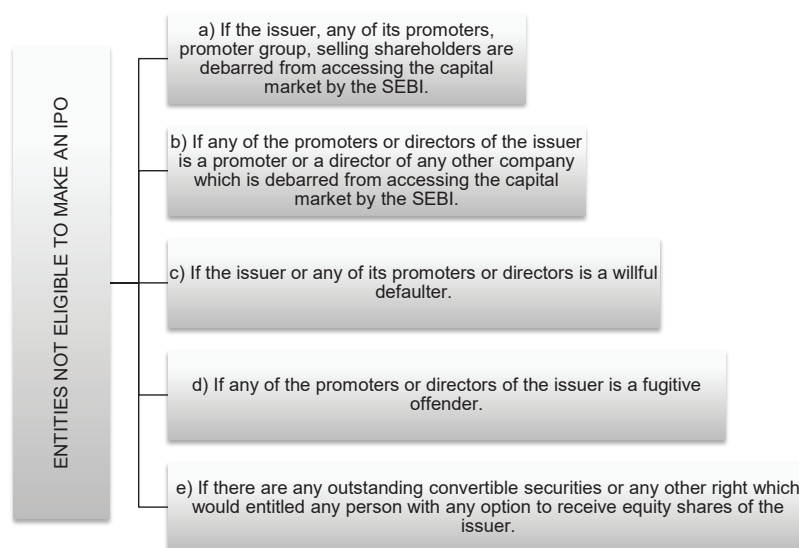 ENTITIES NOT ELIGIBLE TO MAKE AN IPO
a) If the issuer, any of its promoters,
promoter group, selling shareholders are
debarred from accessing the capital
market by the SEBI.
b) If any of the promoters or directors of the issuer
is a promoter or a director of any other company
which is debarred from accessing the capital
market by the SEBI.
c) If the issuer or any of its promoters or directors is a willful
defaulter.
d) If any of the promoters or directors of the issuer is a fugitive
offender.
e) If there are any outstanding convertible securities or any other right which
would entitled any person with any option to receive equity shares of the
issuer.